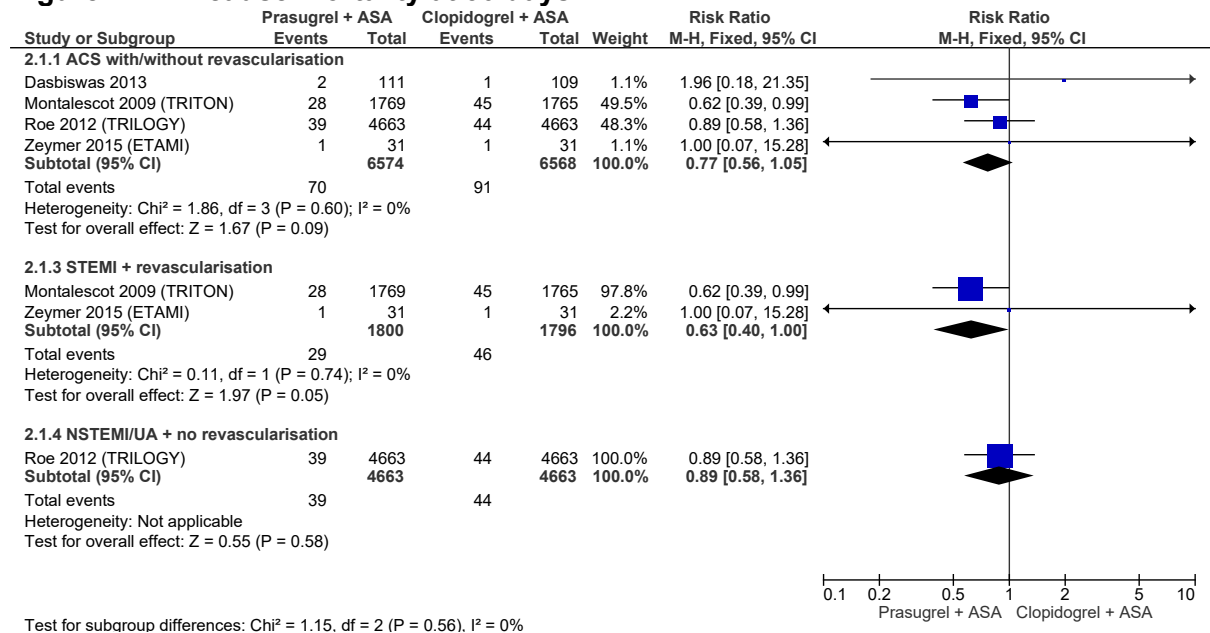 Prasugrel + ASA Clopidogrel + ASA Risk Ratio Risk Ratio
Study or Subgroup Events Total Events Total Weight M-H, Fixed, 95% CI M-H, Fixed, 95% CI
2.1.1 ACS with/without revascularisation
Dasbiswas 2013 2 111 1 109 1.1% 1.96 [0.18, 21.35]
Montalescot 2009 (TRITON) 28 1769 45 1765 49.5% 0.62 [0.39, 0.99]
Roe 2012 (TRILOGY) 39 4663 44 4663 48.3% 0.89 [0.58, 1.36]
Zeymer 2015 (ETAMI) 1 31 1 31 1.1% 1.00 [0.07, 15.28]
Subtotal (95% CI) 6574 6568 100.0% 0.77 [0.56, 1.05]
Total events 70 91
Heterogeneity: Chi² = 1.86, df = 3 (P = 0.60); I² = 0%
Test for overall effect: Z = 1.67 (P = 0.09)
2.1.3 STEMI + revascularisation
Montalescot 2009 (TRITON) 28 1769 45 1765 97.8% 0.62 [0.39, 0.99]
Zeymer 2015 (ETAMI) 1 31 1 31 2.2% 1.00 [0.07, 15.28]
Subtotal (95% CI) 1800 1796 100.0% 0.63 [0.40, 1.00]
Total events 29 46
Heterogeneity: Chi² = 0.11, df = 1 (P = 0.74); I² = 0%
Test for overall effect: Z = 1.97 (P = 0.05)
2.1.4 NSTEMI/UA + no revascularisation
Roe 2012 (TRILOGY) 39 4663 44 4663 100.0% 0.89 [0.58, 1.36]
Subtotal (95% CI) 4663 4663 100.0% 0.89 [0.58, 1.36]
Total events 39 44
Heterogeneity: Not applicable
Test for overall effect: Z = 0.55 (P = 0.58)
0.1 0.2 0.5 1 2 5 10
Prasugrel + ASA Clopidogrel + ASA
Test for subgroup differences: Chi² = 1.15, df = 2 (P = 0.56), I² = 0%